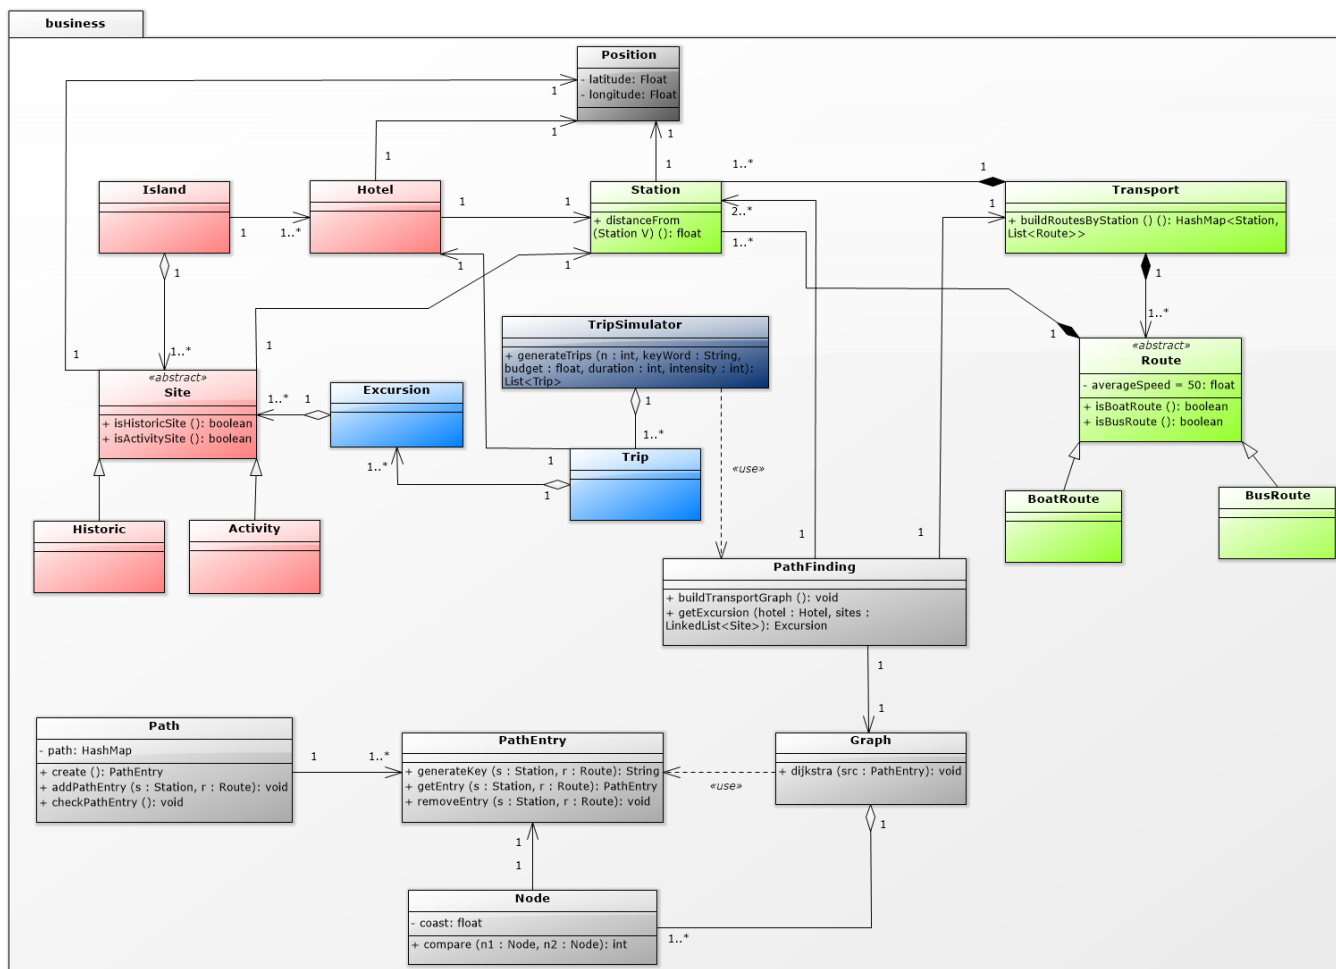 business
Position
- latitude: Float
- longitude: Float
1
1
1
1
1
1..*
1
Island
Hotel
Station
+ distanceFrom
(Station V) (): float
Transport
+ buildRoutesByStation () (): HashMap<Station,
List<Route>>
1
1..*
1
1
2..*
1..*
1
1
1
1
1
1..*
1
1..*
1
1
TripSimulator
+ generateTrips (n : int, keyWord : String,
budget : float, duration : int, intensity : int):
List<Trip>
«abstract»
Route
- averageSpeed = 50: float
+ isBoatRoute (): boolean
+ isBusRoute (): boolean
«abstract»
Site
+ isHistoricSite (): boolean
+ isActivitySite (): boolean
1..*
1
Excursion
1
1..*
Trip
1
1..*
1
«use»
Historic
Activity
BoatRoute
BusRoute
1
1
PathFinding
+ buildTransportGraph (): void
+ getExcursion (hotel : Hotel, sites :
LinkedList<Site>): Excursion
1
1
Path
- path: HashMap
+ create (): PathEntry
+ addPathEntry (s : Station, r : Route): void
+ checkPathEntry (): void
1
1..*
PathEntry
+ generateKey (s : Station, r : Route): String
+ getEntry (s : Station, r : Route): PathEntry
+ removeEntry (s : Station, r : Route): void
«use»
Graph
+ dijkstra (src : PathEntry): void
1
1
1
Node
- coast: float
+ compare (n1 : Node, n2 : Node): int
1..*